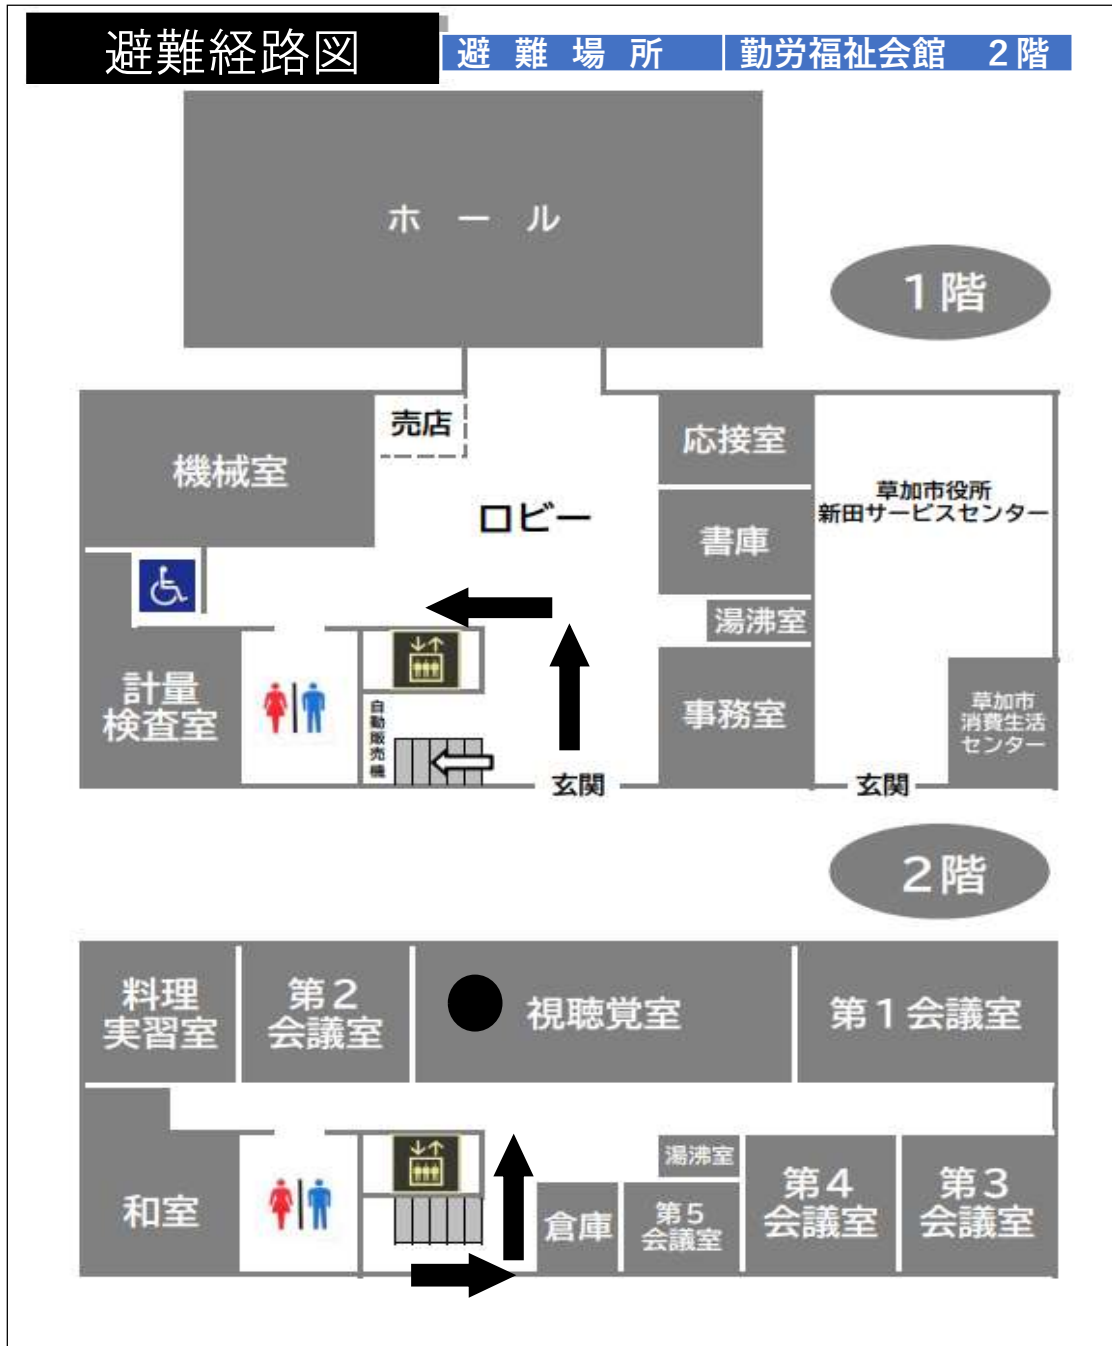 避難経路図
避難場所 勤労福祉会館 2階
ホール
1階
売店
機械室
応接室
草加市役所
新田サービスセンター
ロビー
書庫
湯沸室
計量
検査室
自動販売機
事務室
草加市
消費生活
センター
玄関
玄関
2階
料理
実習室
第2
会議室
視聴覚室
第1会議室
湯沸室
和室
倉庫
第5
会議室
第4
会議室
第3
会議室